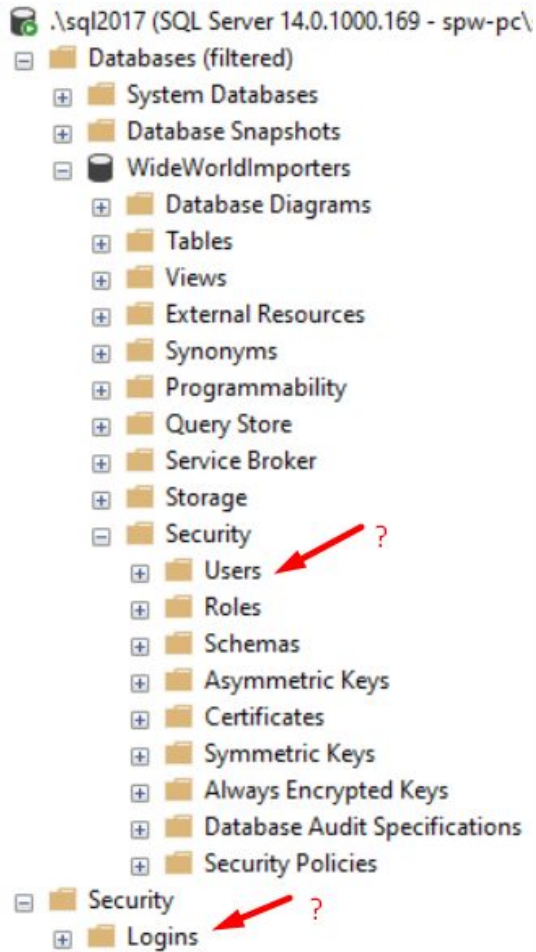 .\sql2017 (SQL Server 14.0.1000.169 - spw-pc\
Databases (filtered)
System Databases
Database Snapshots
WideWorldImporters
Database Diagrams
Tables
Views
External Resources
Synonyms
Programmability
Query Store
Service Broker
Storage
Security
?
Users
Roles
Schemas
Asymmetric Keys
Certificates
Symmetric Keys
Always Encrypted Keys
Database Audit Specifications
Security Policies
Security
?
Logins